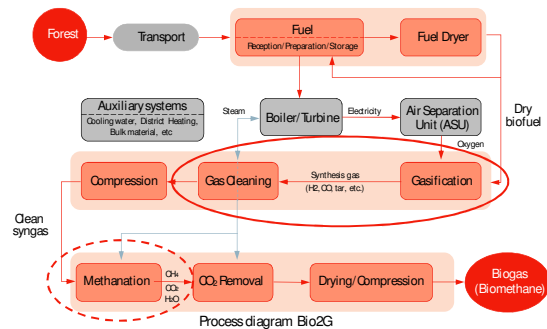 Forest
Transport
Fuel
Reception/Preparation/Storage
Fuel Dryer
Auxiliary systems
Cooling water, District Heating,
Bulk material, etc
Steam
Boiler/Turbine
Electricity
Air Separation
Unit (ASU)
Dry
biofuel
Oxygen
Compression
Gas Cleaning
Synthesis gas
(H2, CO, tar, etc.)
Gasification
Clean
syngas
Methanation
CH₄
CO₂
H₂O
CO₂ Removal
Drying/Compression
Biogas
(Biomethane)
Process diagram Bio2G